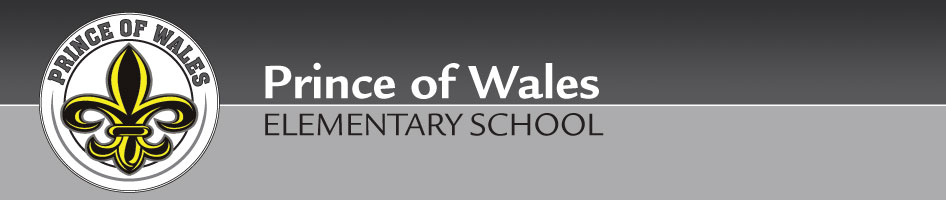 PRINCE OF WALES
Prince of Wales
ELEMENTARY SCHOOL